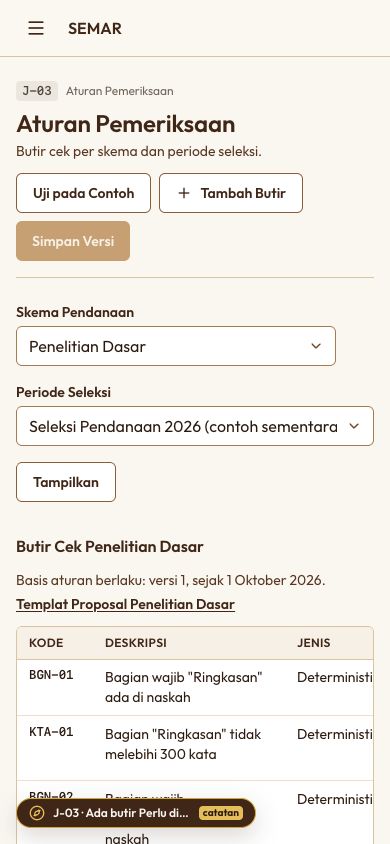 SEMAR
J-03 Aturan Pemeriksaan
Aturan Pemeriksaan
Butir cek per skema dan periode seleksi.
Uji pada Contoh
Tambah Butir
Simpan Versi
Skema Pendanaan
Penelitian Dasar
Periode Seleksi
Seleksi Pendanaan 2026 (contoh sementara
Tampilkan
Butir Cek Penelitian Dasar
Basis aturan berlaku: versi 1, sejak 1 Oktober 2026.
Templat Proposal Penelitian Dasar
KODE DESKRIPSI JENIS
BGN-01 Bagian wajib "Ringkasan" Deterministi
ada di naskah
KTA-01 Bagian "Ringkasan" tidak Deterministi
melebihi 300 kata
BGN-02 Bagian wajib Deterministi
J-03 · Ada butir Perlu di... catatan
naskah